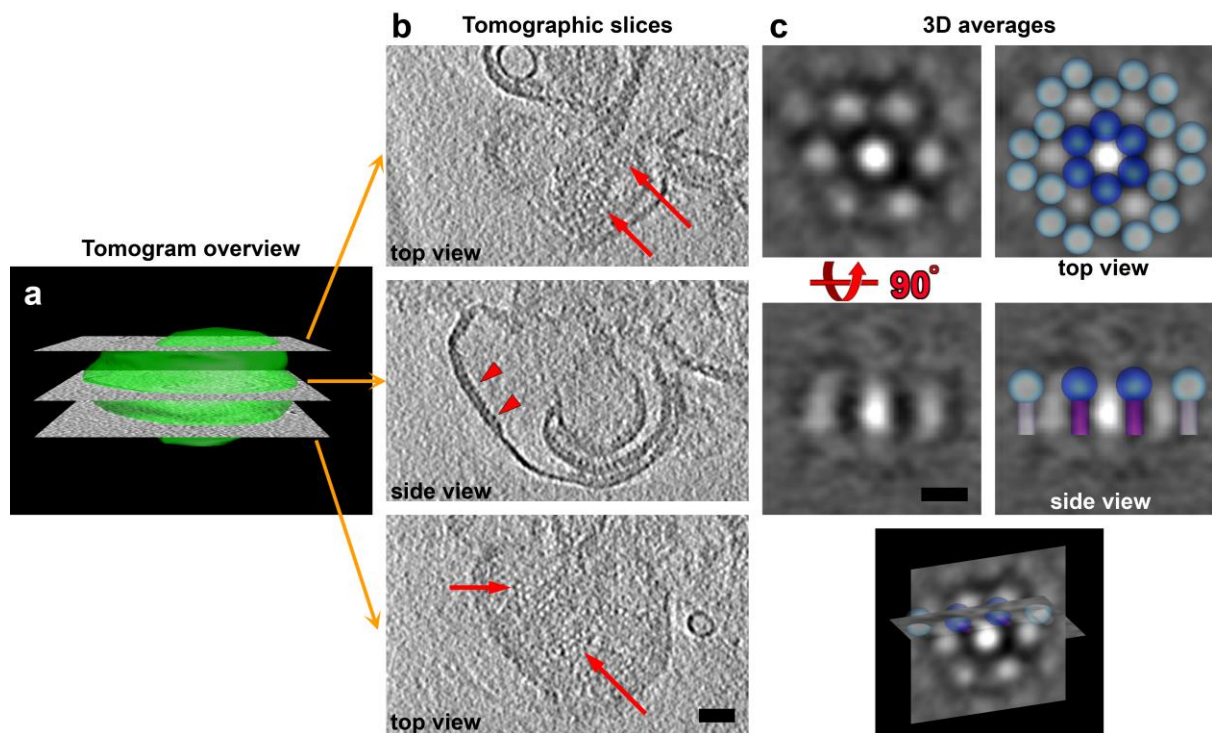 b
Tomographic slices
c
3D averages
top view
Tomogram overview
a
top view
90°
side view
side view
top view